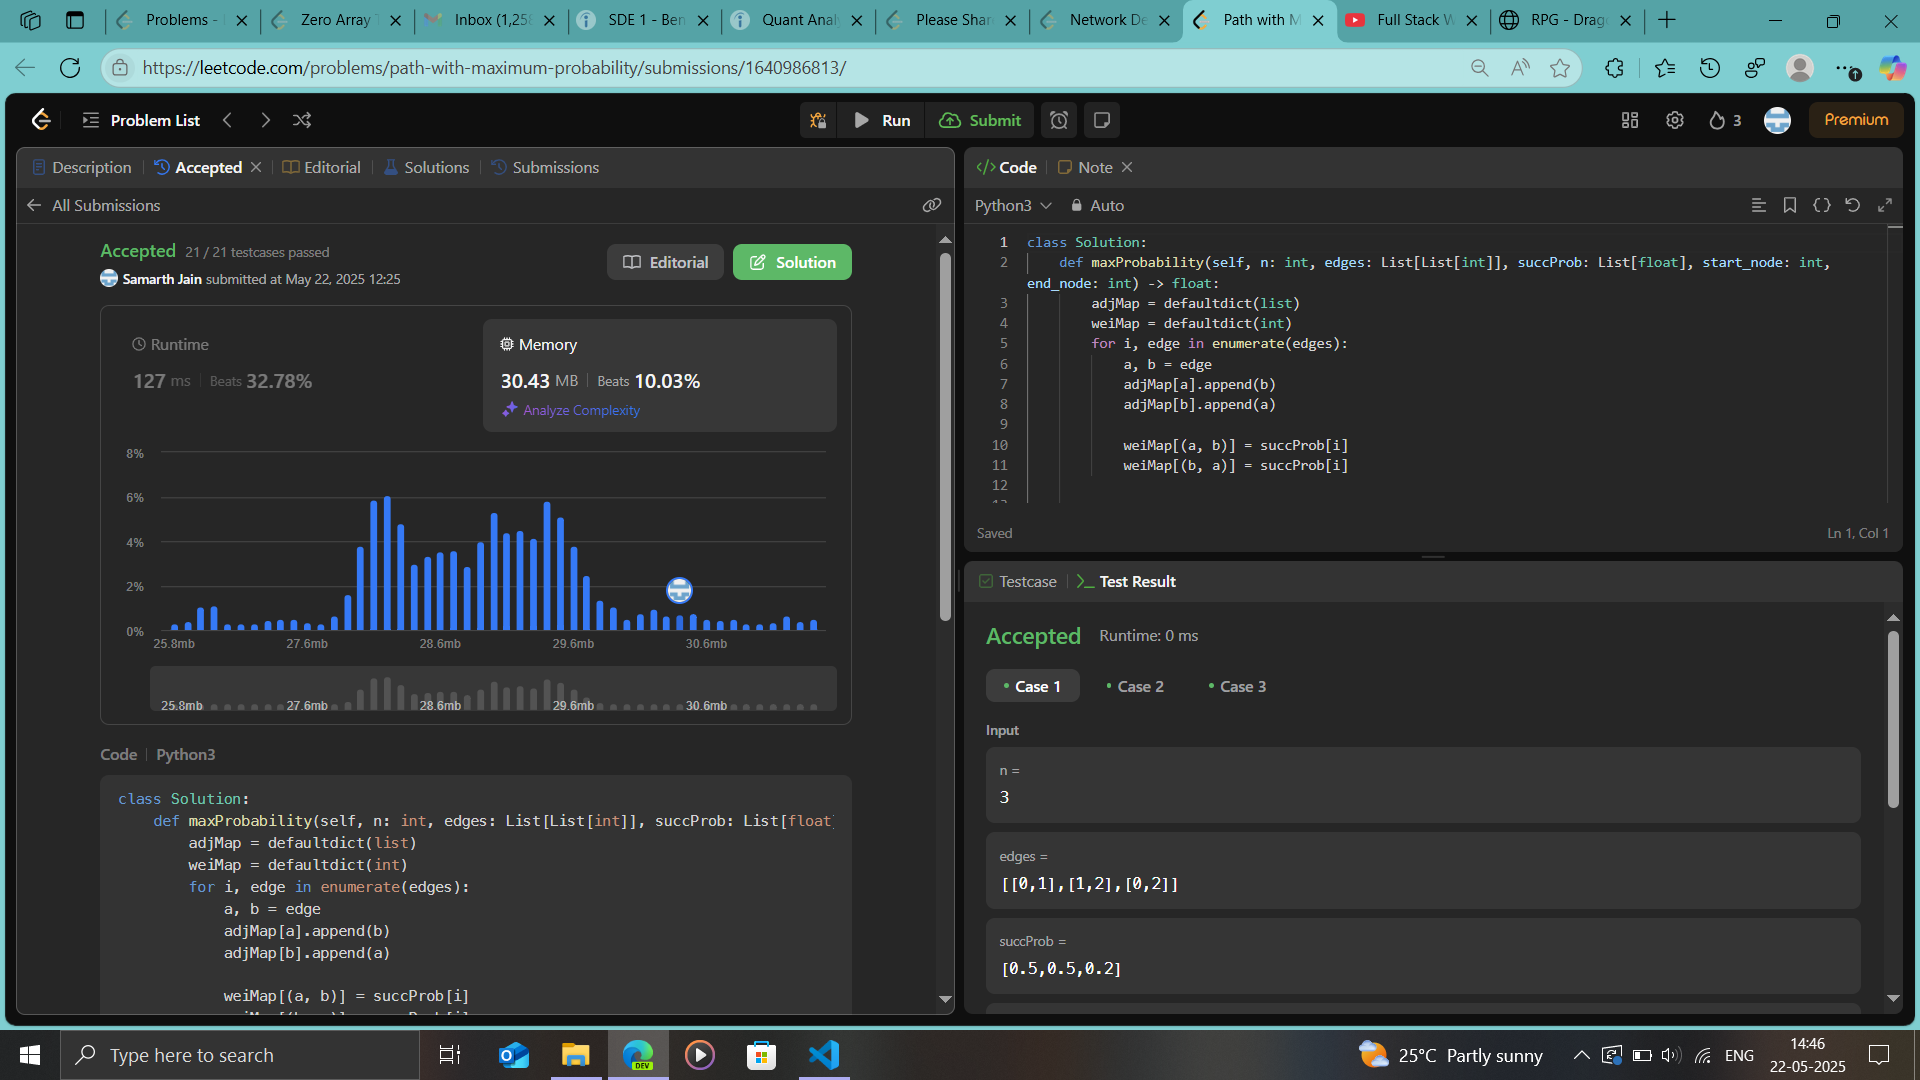 Problems -
Zero Array T
Inbox (1,25
SDE 1 - Ben
Quant Anal
Please Shar
Network De
Path with M
Full Stack W
RPG - Drag
https://leetcode.com/problems/path-with-maximum-probability/submissions/1640986813/
Problem List
Run
Submit
3
Premium
Description
Accepted
Editorial
Solutions
Submissions
All Submissions
Accepted 21 / 21 testcases passed
Samarth Jain submitted at May 22, 2025 12:25
Editorial
Solution
Runtime
127 ms Beats 32.78%
Memory
30.43 MB Beats 10.03%
Analyze Complexity
8%
6%
4%
2%
0%
25.8mb 27.6mb 28.6mb 29.6mb 30.6mb
25.8mb 27.6mb 28.6mb 29.6mb 30.6mb
Code Python3
class Solution:
def maxProbability(self, n: int, edges: List[List[int]], succProb: List[float]
adjMap = defaultdict(list)
weiMap = defaultdict(int)
for i, edge in enumerate(edges):
a, b = edge
adjMap[a].append(b)
adjMap[b].append(a)
weiMap[(a, b)] = succProb[i]
Code
Note
Python3
Auto
1 class Solution:
2 def maxProbability(self, n: int, edges: List[List[int]], succProb: List[float], start_node: int,
end_node: int) -> float:
3 adjMap = defaultdict(list)
4 weiMap = defaultdict(int)
5 for i, edge in enumerate(edges):
6 a, b = edge
7 adjMap[a].append(b)
8 adjMap[b].append(a)
9
10 weiMap[(a, b)] = succProb[i]
11 weiMap[(b, a)] = succProb[i]
12
Saved
Ln 1, Col 1
Testcase
Test Result
Accepted Runtime: 0 ms
Case 1
Case 2
Case 3
Input
n =
3
edges =
[[0,1],[1,2],[0,2]]
succProb =
[0.5,0.5,0.2]
Type here to search
DEV
25°C Partly sunny
ENG
14:46
22-05-2025